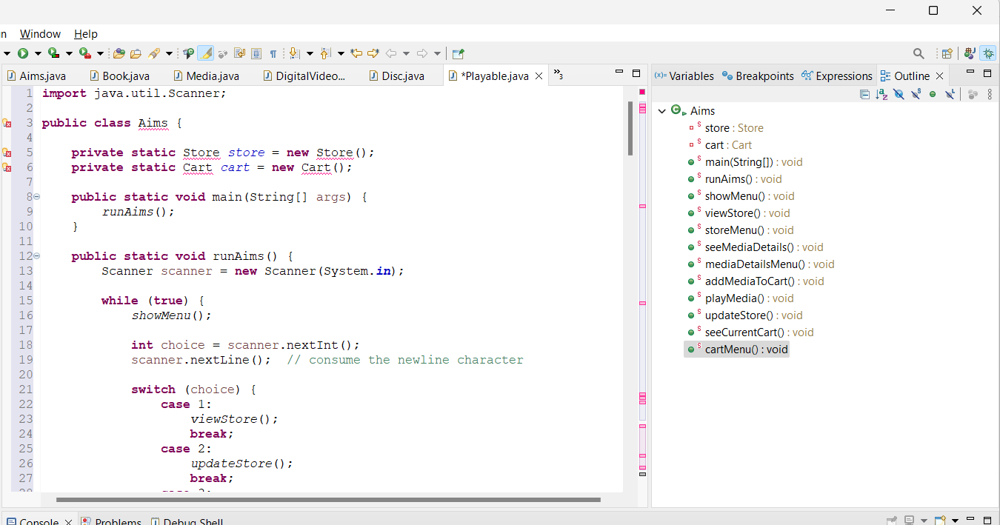 n Window Help
Aims.java Book.java Media.java DigitalVideo... Disc.java *Playable.java »3
(x)= Variables Breakpoints Expressions Outline
1 import java.util.Scanner;
2
3 public class Aims {
4
5 private static Store store = new Store();
6 private static Cart cart = new Cart();
7
8 public static void main(String[] args) {
9 runAims();
10 }
11
12 public static void runAims() {
13 Scanner scanner = new Scanner(System.in);
14
15 while (true) {
16 showMenu();
17
18 int choice = scanner.nextInt();
19 scanner.nextLine(); // consume the newline character
20
21 switch (choice) {
22 case 1:
23 viewStore();
24 break;
25 case 2:
26 updateStore();
27 break;
Aims
store : Store
cart : Cart
main(String[]) : void
runAims() : void
showMenu() : void
viewStore() : void
storeMenu() : void
seeMediaDetails() : void
mediaDetailsMenu() : void
addMediaToCart() : void
playMedia() : void
updateStore() : void
seeCurrentCart() : void
cartMenu() : void
Console Problems Debug Shell